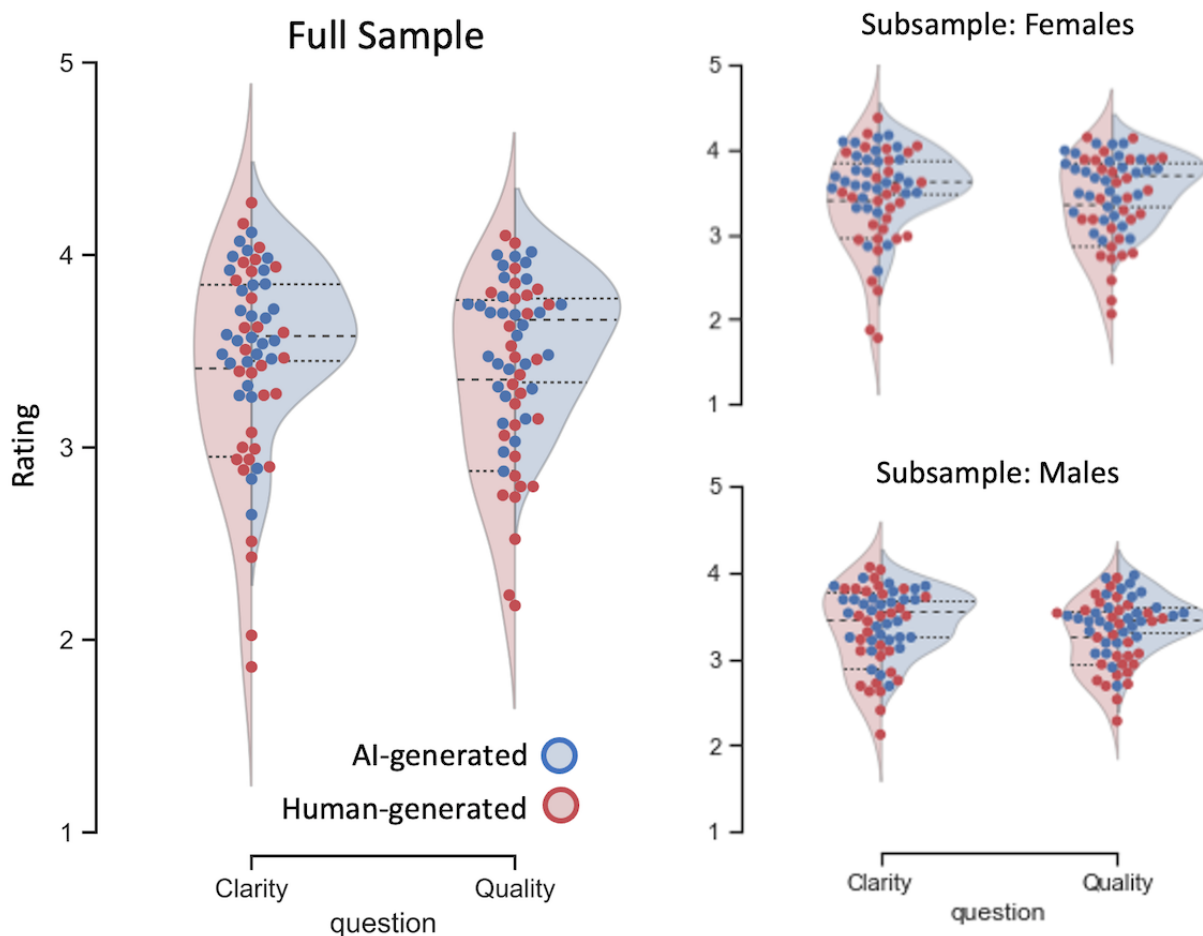 Full Sample
5
4
3
2
1
Rating
AI-generated
Human-generated
Clarity
Quality
question
Subsample: Females
5
4
3
2
1
Subsample: Males
5
4
3
2
1
Clarity
Quality
question